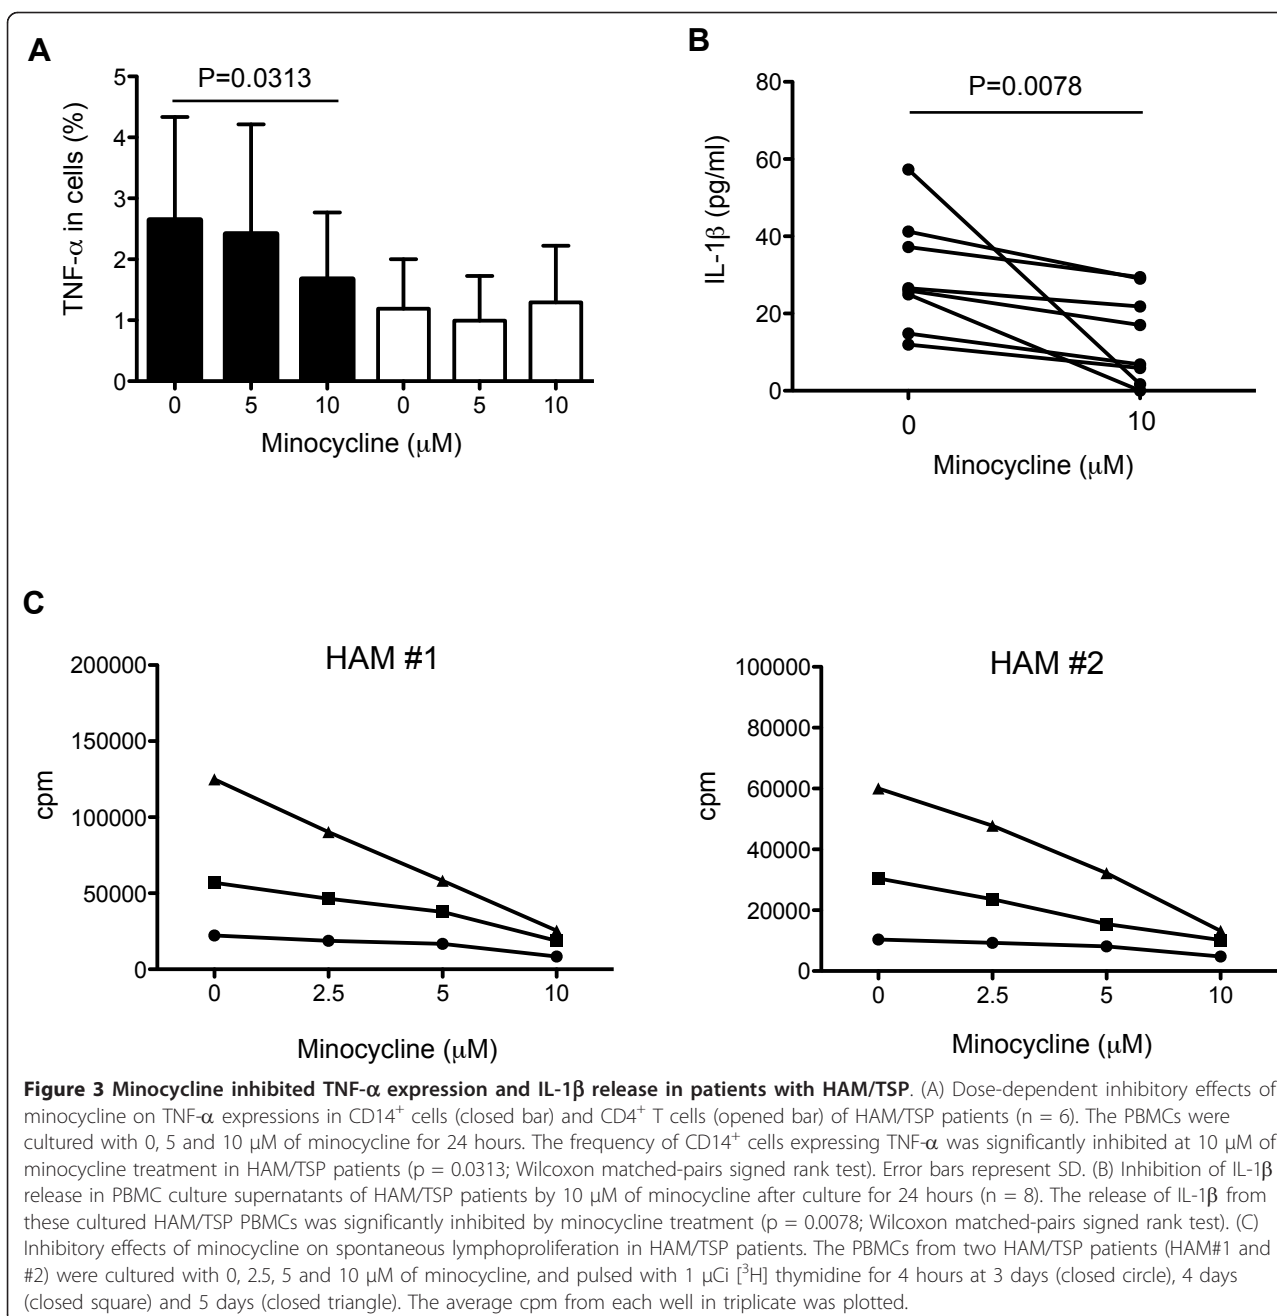 A
P=0.0313
TNF-α in cells (%)
5
4
3
2
1
0
0 5 10 0 5 10
Minocycline (μM)
B
P=0.0078
IL-1β (pg/ml)
80
60
40
20
0
0 10
Minocycline (μM)
C
HAM #1
cpm
200000
150000
100000
50000
0
0 2.5 5 10
Minocycline (μM)
HAM #2
cpm
100000
80000
60000
40000
20000
0
0 2.5 5 10
Minocycline (μM)
Figure 3 Minocycline inhibited TNF-α expression and IL-1β release in patients with HAM/TSP. (A) Dose-dependent inhibitory effects of
minocycline on TNF-α expressions in CD14⁺ cells (closed bar) and CD4⁺ T cells (opened bar) of HAM/TSP patients (n = 6). The PBMCs were
cultured with 0, 5 and 10 μM of minocycline for 24 hours. The frequency of CD14⁺ cells expressing TNF-α was significantly inhibited at 10 μM of
minocycline treatment in HAM/TSP patients (p = 0.0313; Wilcoxon matched-pairs signed rank test). Error bars represent SD. (B) Inhibition of IL-1β
release in PBMC culture supernatants of HAM/TSP patients by 10 μM of minocycline after culture for 24 hours (n = 8). The release of IL-1β from
these cultured HAM/TSP PBMCs was significantly inhibited by minocycline treatment (p = 0.0078; Wilcoxon matched-pairs signed rank test). (C)
Inhibitory effects of minocycline on spontaneous lymphoproliferation in HAM/TSP patients. The PBMCs from two HAM/TSP patients (HAM#1 and
#2) were cultured with 0, 2.5, 5 and 10 μM of minocycline, and pulsed with 1 μCi [³H] thymidine for 4 hours at 3 days (closed circle), 4 days
(closed square) and 5 days (closed triangle). The average cpm from each well in triplicate was plotted.